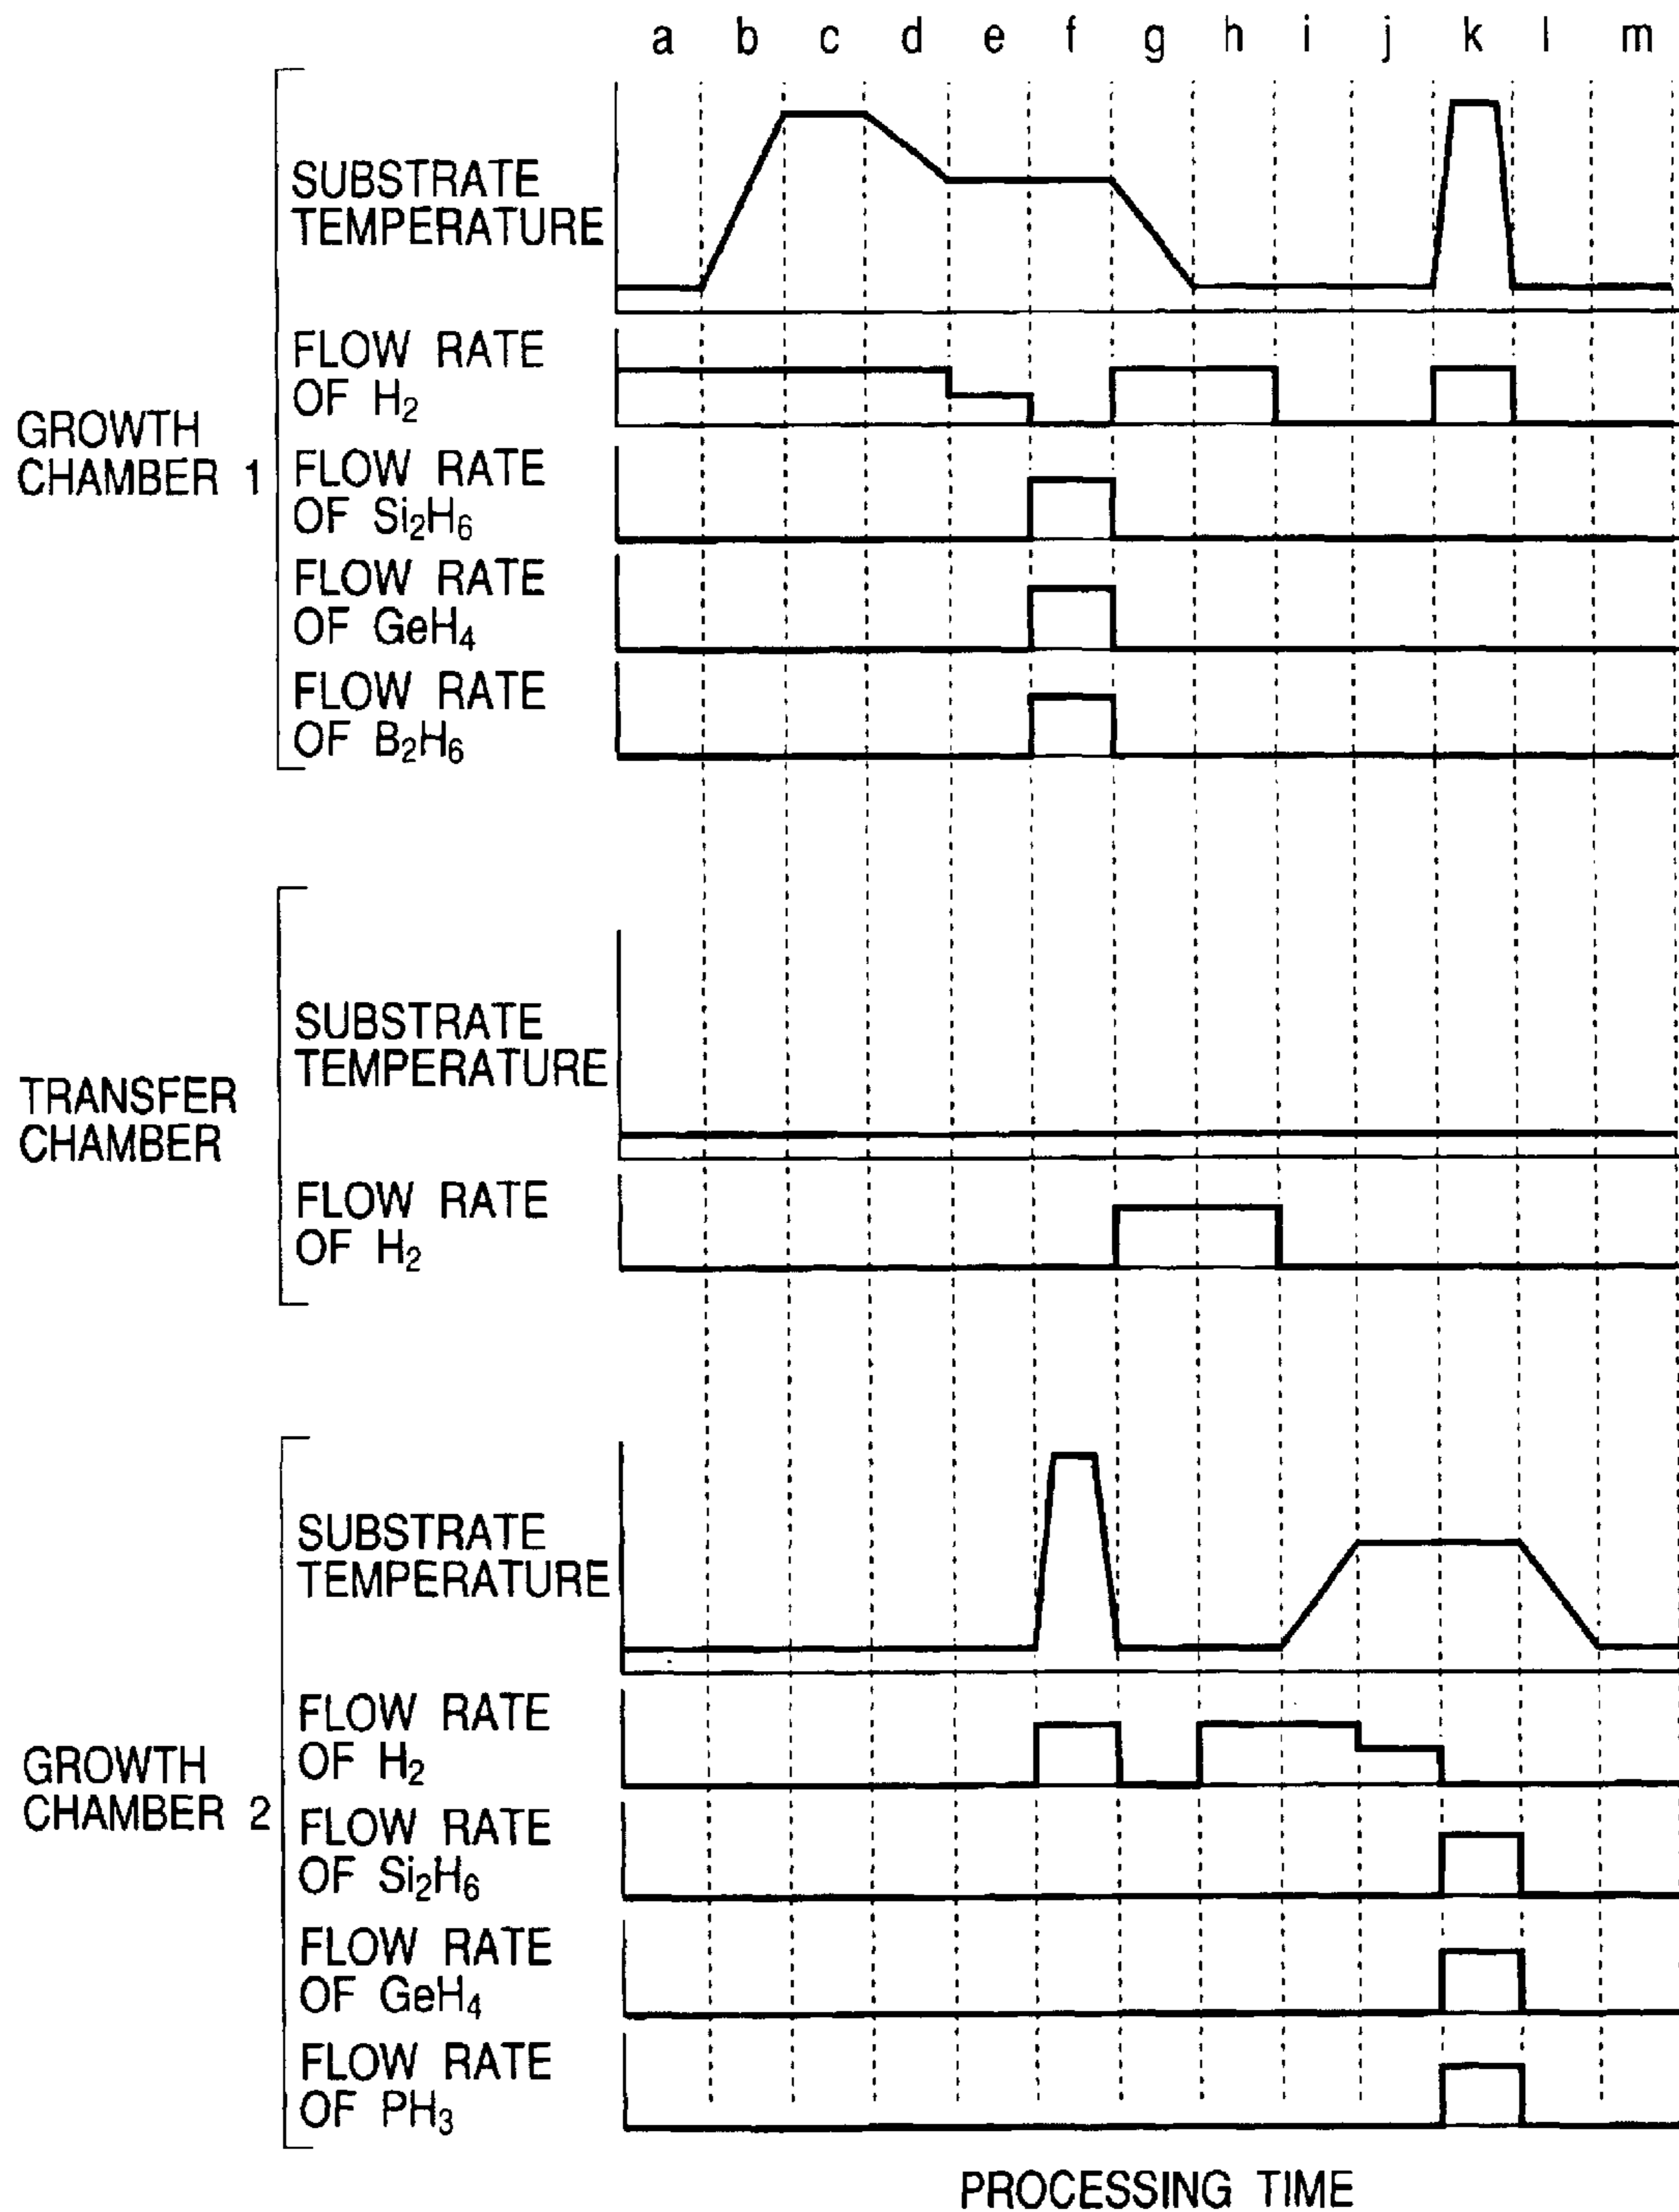 a b c d e f g h i j k l m
GROWTH
CHAMBER 1
SUBSTRATE
TEMPERATURE
FLOW RATE
OF H₂
FLOW RATE
OF Si₂H₆
FLOW RATE
OF GeH₄
FLOW RATE
OF B₂H₆
TRANSFER
CHAMBER
SUBSTRATE
TEMPERATURE
FLOW RATE
OF H₂
GROWTH
CHAMBER 2
SUBSTRATE
TEMPERATURE
FLOW RATE
OF H₂
FLOW RATE
OF Si₂H₆
FLOW RATE
OF GeH₄
FLOW RATE
OF PH₃
PROCESSING TIME